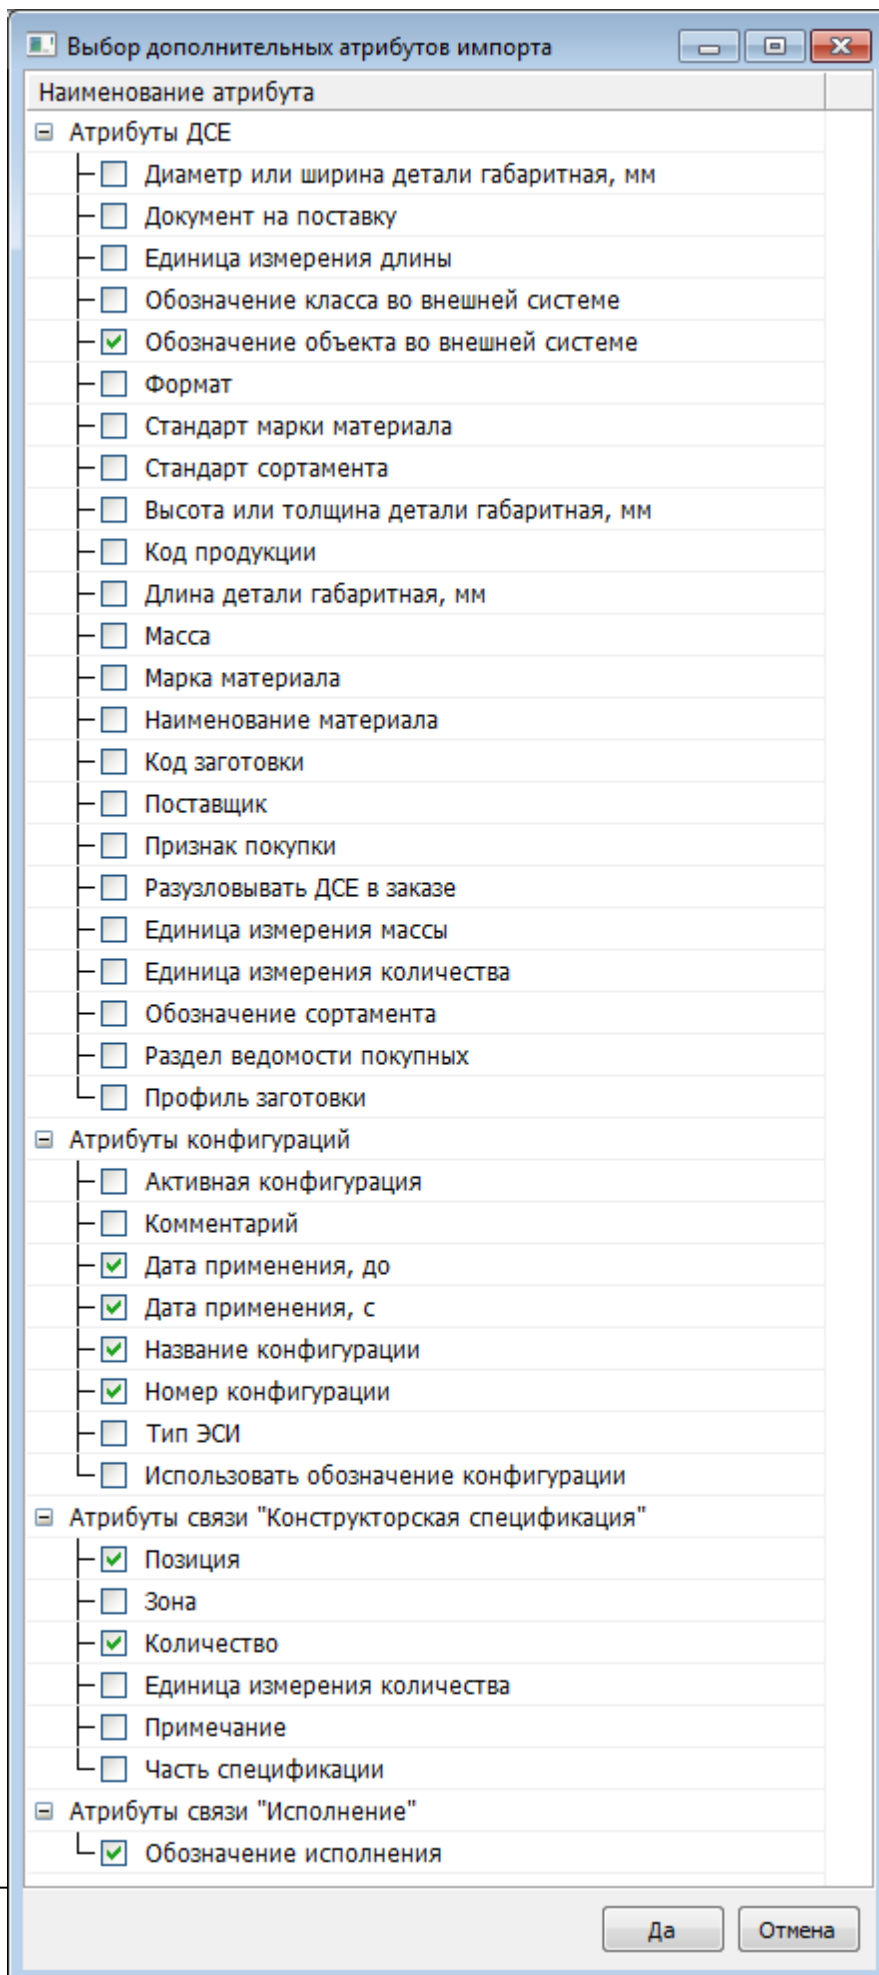 Выбор дополнительных атрибутов импорта
Наименование атрибута
Атрибуты ДСЕ
Диаметр или ширина детали габаритная, мм
Документ на поставку
Единица измерения длины
Обозначение класса во внешней системе
Обозначение объекта во внешней системе
Формат
Стандарт марки материала
Стандарт сортамента
Высота или толщина детали габаритная, мм
Код продукции
Длина детали габаритная, мм
Масса
Марка материала
Наименование материала
Код заготовки
Поставщик
Признак покупки
Разузловывать ДСЕ в заказе
Единица измерения массы
Единица измерения количества
Обозначение сортамента
Раздел ведомости покупных
Профиль заготовки
Атрибуты конфигураций
Активная конфигурация
Комментарий
Дата применения, до
Дата применения, с
Название конфигурации
Номер конфигурации
Тип ЭСИ
Использовать обозначение конфигурации
Атрибуты связи "Конструкторская спецификация"
Позиция
Зона
Количество
Единица измерения количества
Примечание
Часть спецификации
Атрибуты связи "Исполнение"
Обозначение исполнения
Да Отмена